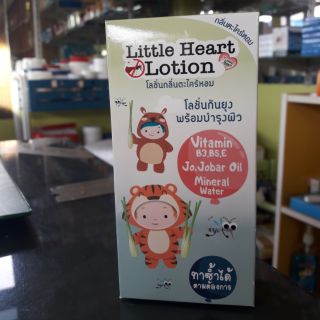 กลิ่นตะไคร้หอม
Little Heart
Lotion
โลชั่นกลิ่นตะไคร้หอม
โลชั่นกันยุง
พร้อมบำรุงผิว
Vitamin
B3,B5,E
Jo.Jobar Oil
Mineral
Water
ทาซ้ำได้
ตามต้องการ